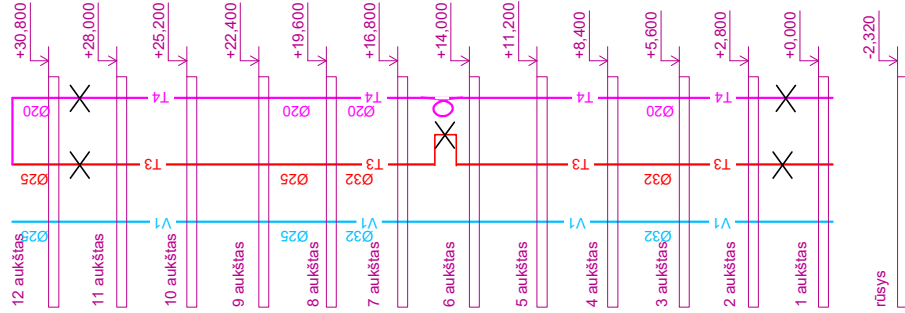 +30,800
+28,000
+25,200
+22,400
+19,600
+16,800
+14,000
+11,200
+8,400
+5,600
+2,800
+0,000
-2,320
T4
T4
T4
T4
Ø20
Ø20
Ø20
Ø20
T3
T3
T3
T3
Ø25
Ø25
Ø32
Ø32
V1
V1
V1
V1
Ø25
Ø25
Ø32
Ø32
12 aukštas
11 aukštas
10 aukštas
9 aukštas
8 aukštas
7 aukštas
6 aukštas
5 aukštas
4 aukštas
3 aukštas
2 aukštas
1 aukštas
rūsys